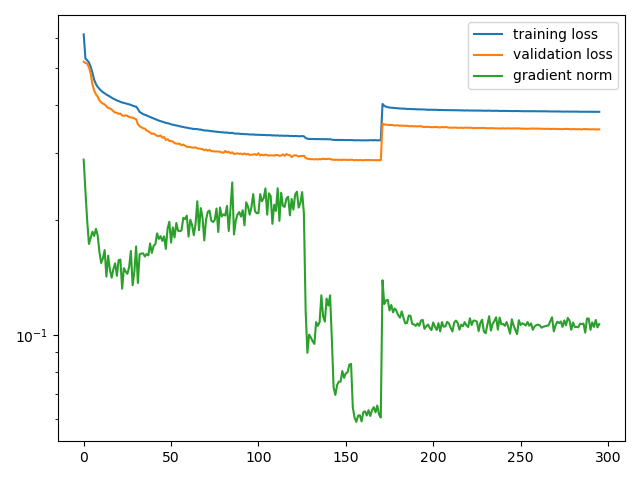 training loss
validation loss
gradient norm
10⁻¹
0 50 100 150 200 250 300